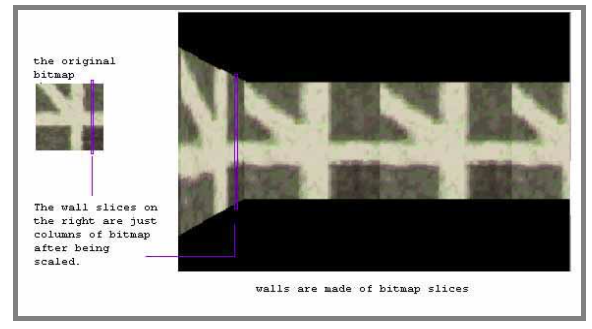 the original
bitmap
The wall slices on
the right are just
columns of bitmap
after being
scaled.
walls are made of bitmap slices